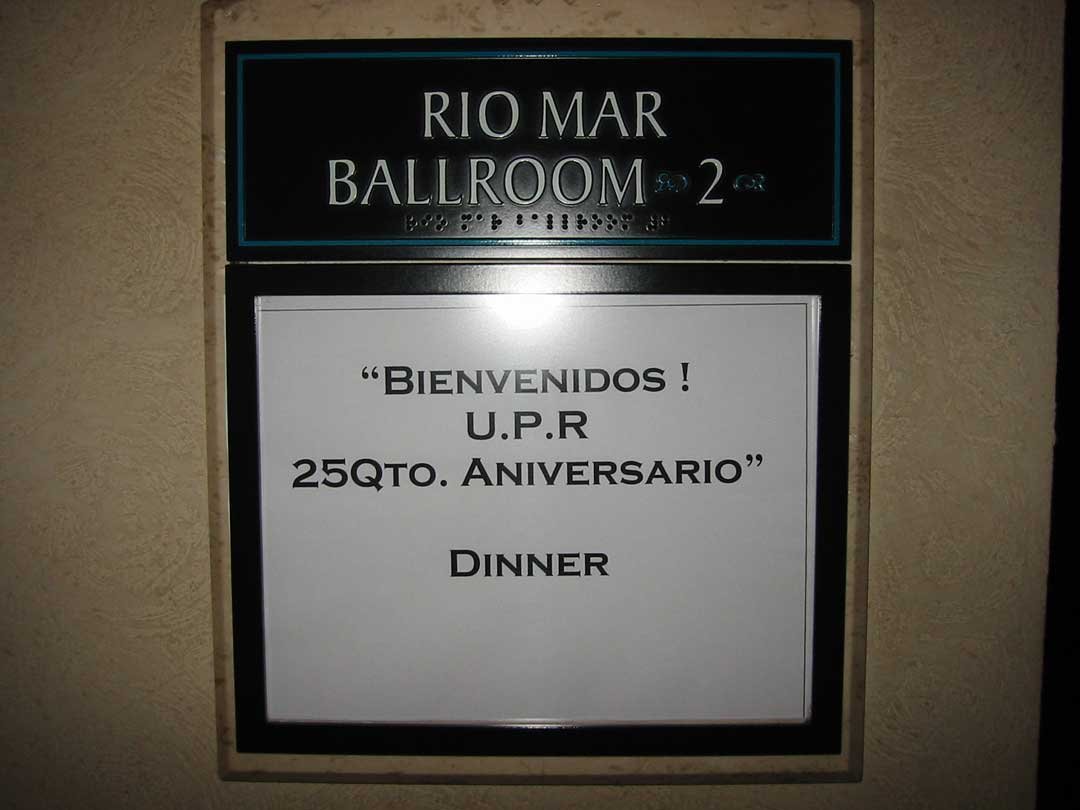 RIO MAR
BALLROOM 2
“BIENVENIDOS !
U.P.R
25QTO. ANIVERSARIO”
DINNER